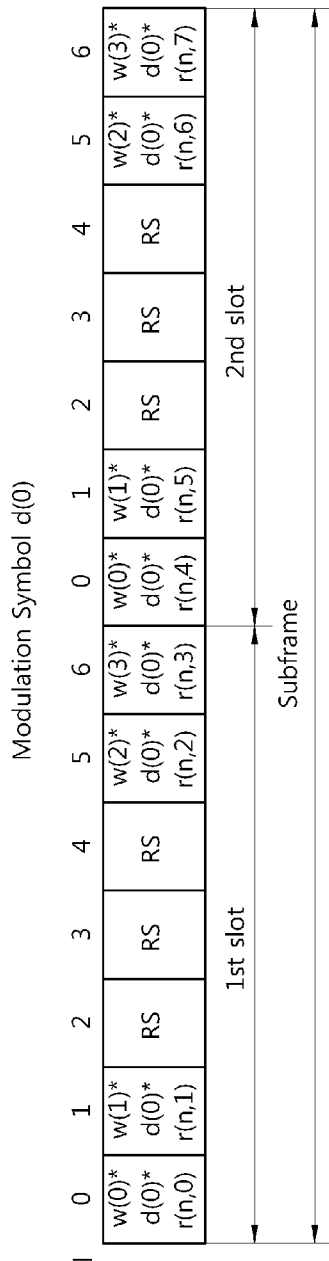 Modulation Symbol d(0)
l 0 1 2 3 4 5 6 0 1 2 3 4 5 6
w(0)* d(0)* r(n,0)
w(1)* d(0)* r(n,1)
RS
RS
RS
w(2)* d(0)* r(n,2)
w(3)* d(0)* r(n,3)
w(0)* d(0)* r(n,4)
w(1)* d(0)* r(n,5)
RS
RS
RS
w(2)* d(0)* r(n,6)
w(3)* d(0)* r(n,7)
1st slot
2nd slot
Subframe